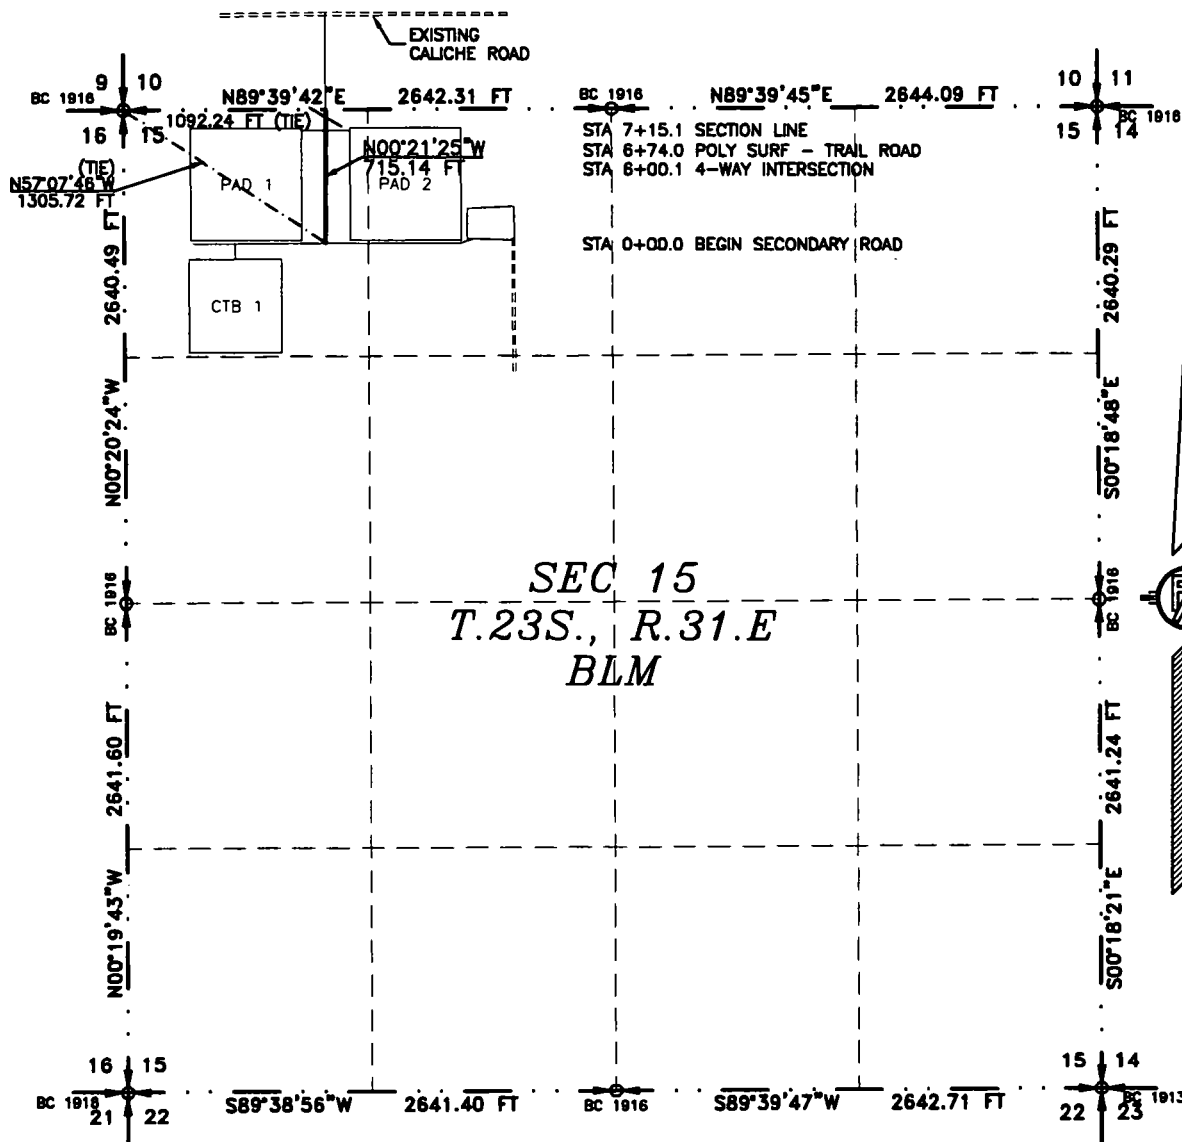 EXISTING
CALICHE ROAD
9 10
10 11
BC 1916
N89°39'42"E 2642.31 FT
BC 1916
N89°39'45"E 2644.09 FT
BC 1916
16 15
15 14
1092.24 FT (TIE)
STA 7+15.1 SECTION LINE
STA 6+74.0 POLY SURF - TRAIL ROAD
STA 6+00.1 4-WAY INTERSECTION
N00°21'25"W
715.14 FT
(TIE)
N57°07'46"W
1305.72 FT
PAD 1
PAD 2
STA 0+00.0 BEGIN SECONDARY ROAD
CTB 1
2640.49 FT
N00°20'24"W
2640.29 FT
S00°18'48"E
BC 1916
SEC 15
T.23S., R.31.E
BLM
BC 1916
2641.60 FT
N00°19'43"W
2641.24 FT
S00°18'21"E
16 15
15 14
BC 1918
S89°38'56"W 2641.40 FT
BC 1916
S89°39'47"W 2642.71 FT
BC 1913
21 22
22 23